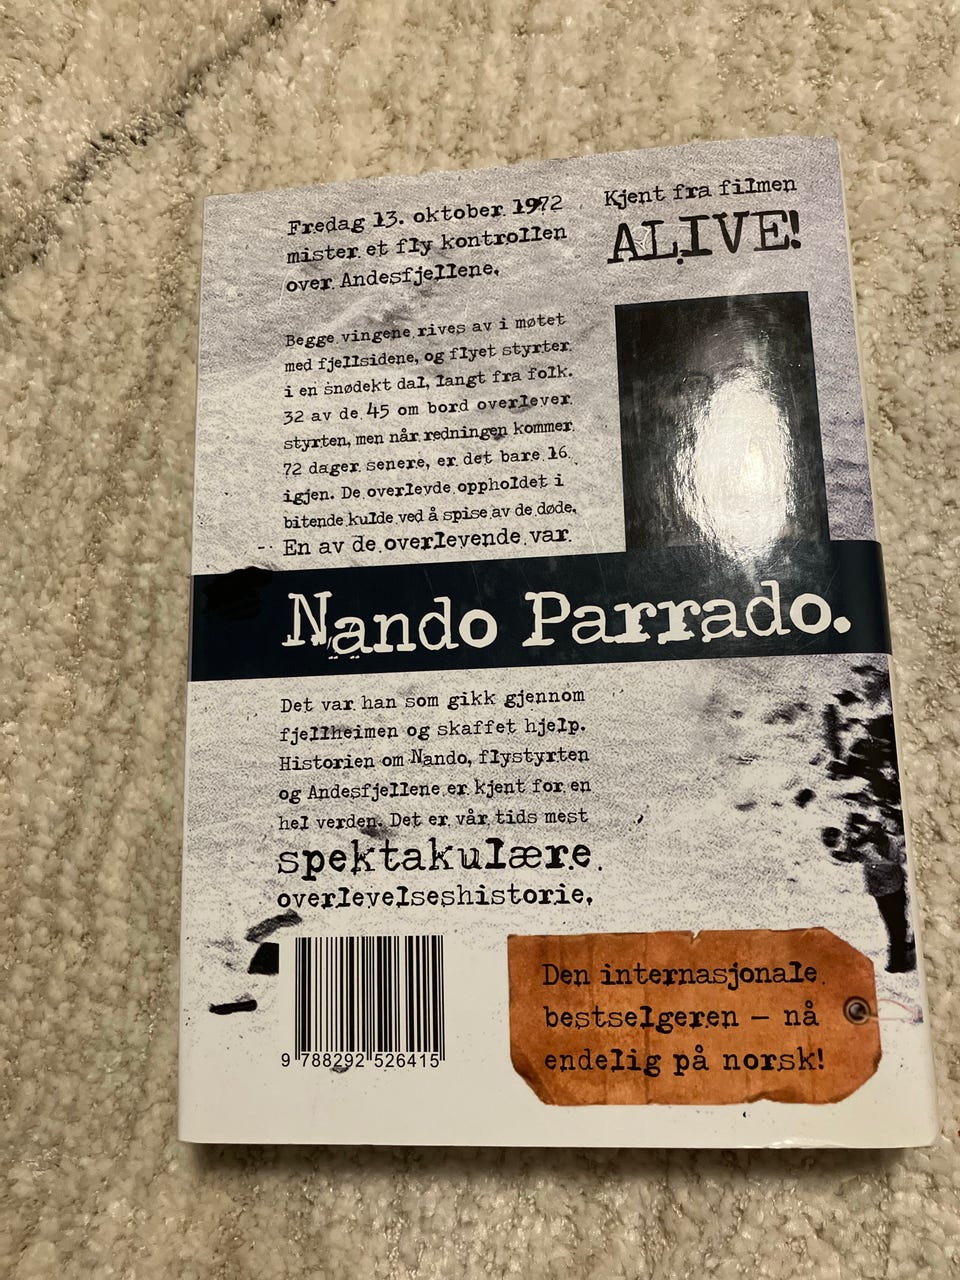 Fredag 13. oktober 1972
mister et fly kontrollen
over Andesfjellene.
Kjent fra filmen
ALIVE!
Begge vingene rives av i møtet
med fjellsidene, og flyet styrter
i en snødekt dal, langt fra folk.
32 av de 45 om bord overlever
styrten, men når redningen kommer
72 dager senere, er det bare 16
igjen. De overlevde oppholdet i
bitende kulde ved å spise av de døde.
En av de overlevende var
Nando Parrado.
Det var han som gikk gjennom
fjellheimen og skaffet hjelp.
Historien om Nando, flystyrten
og Andesfjellene er kjent for en
hel verden. Det er vår tids mest
spektakulære
overlevelseshistorie.
9 788292 526415
Den internasjonale
bestselgeren – nå
endelig på norsk!